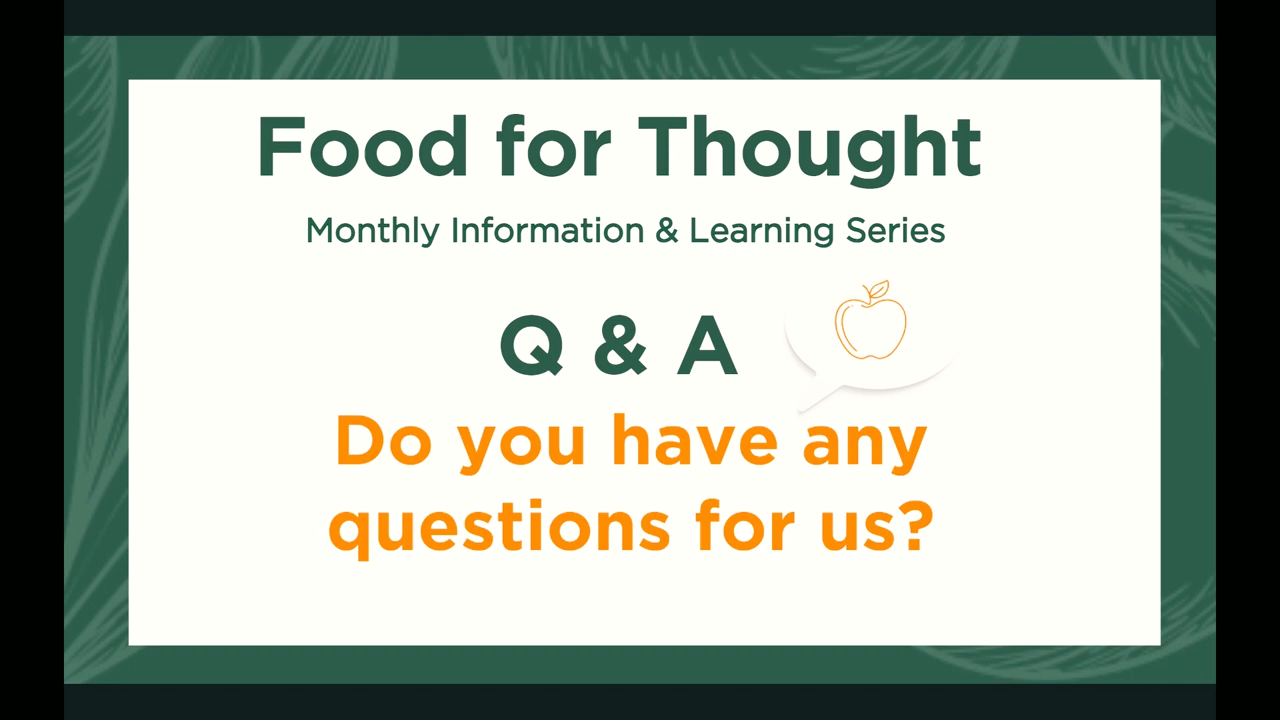 Food for Thought
Monthly Information & Learning Series
Q & A
Do you have any
questions for us?